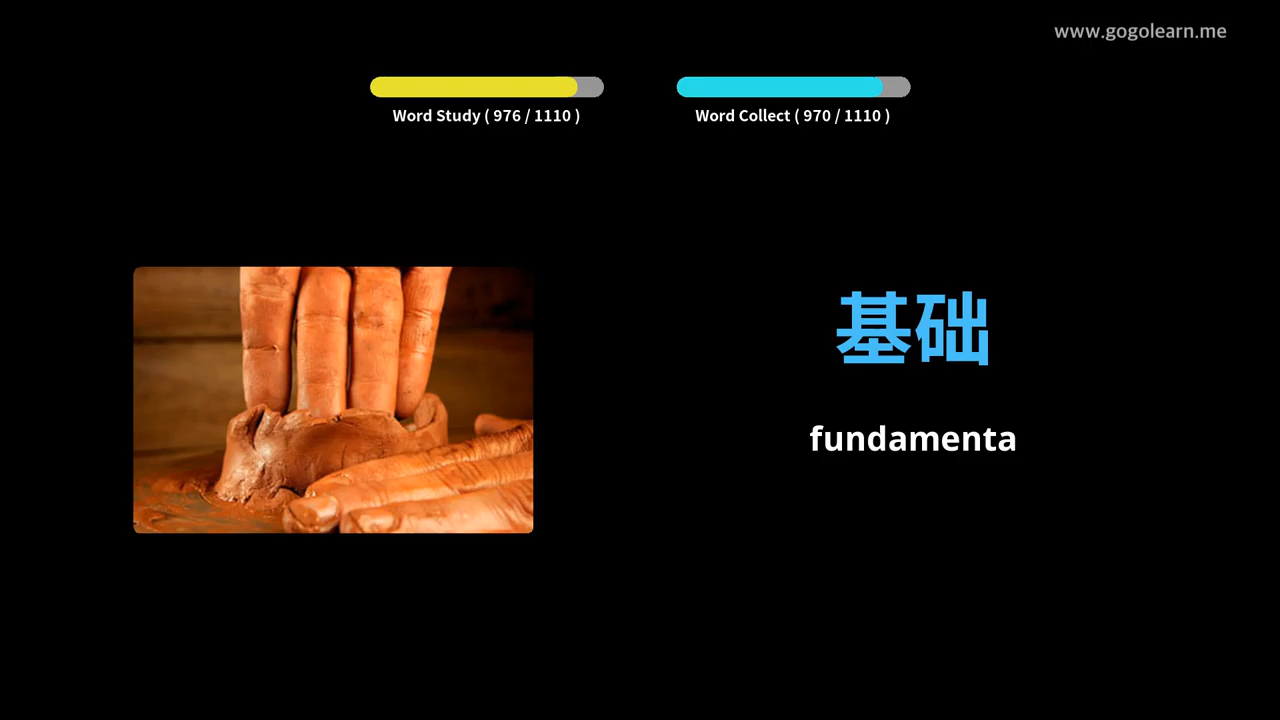 www.gogolearn.me
Word Study ( 976 / 1110 )
Word Collect ( 970 / 1110 )
基础
fundamenta